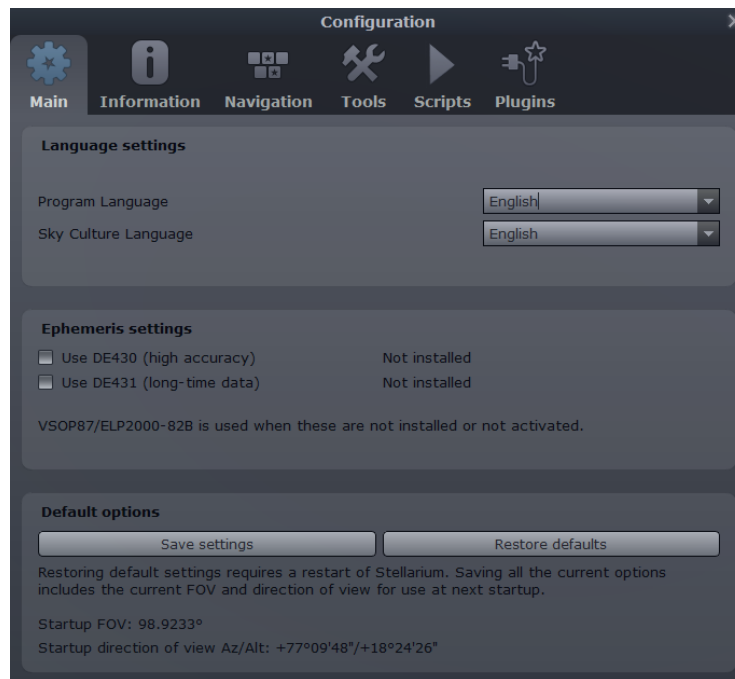 Configuration
Main Information Navigation Tools Scripts Plugins
Language settings
Program Language English
Sky Culture Language English
Ephemeris settings
Use DE430 (high accuracy) Not installed
Use DE431 (long-time data) Not installed
VSOP87/ELP2000-82B is used when these are not installed or not activated.
Default options
Save settings Restore defaults
Restoring default settings requires a restart of Stellarium. Saving all the current options
includes the current FOV and direction of view for use at next startup.
Startup FOV: 98.9233°
Startup direction of view Az/Alt: +77°09'48"/+18°24'26"